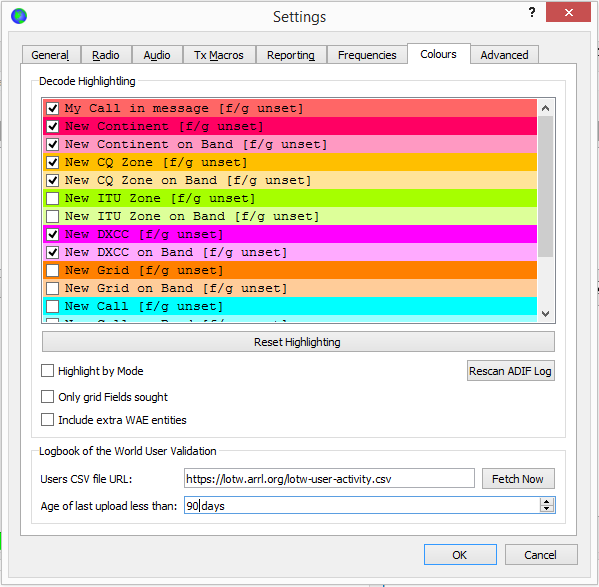 Settings
?
General Radio Audio Tx Macros Reporting Frequencies Colours Advanced
Decode Highlightling
My Call in message [f/g unset]
New Continent [f/g unset]
New Continent on Band [f/g unset]
New CQ Zone [f/g unset]
New CQ Zone on Band [f/g unset]
New ITU Zone [f/g unset]
New ITU Zone on Band [f/g unset]
New DXCC [f/g unset]
New DXCC on Band [f/g unset]
New Grid [f/g unset]
New Grid on Band [f/g unset]
New Call [f/g unset]
Reset Highlighting
Highlight by Mode
Rescan ADIF Log
Only grid Fields sought
Include extra WAE entities
Logbook of the World User Validation
Users CSV file URL: https://lotw.arrl.org/lotw-user-activity.csv Fetch Now
Age of last upload less than: 90 days
OK Cancel